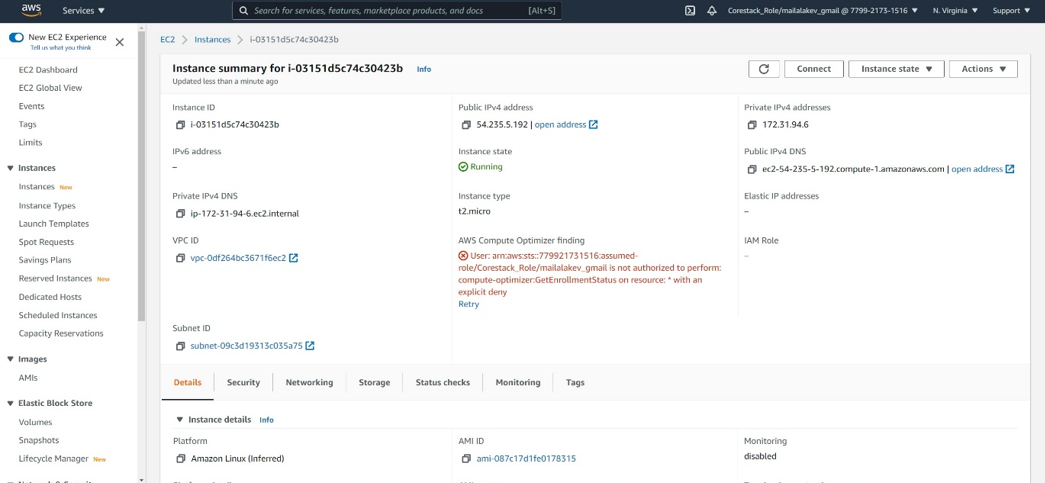 aws
Services
Search for services, features, marketplace products, and docs
[Alt+S]
Corestack_Role/mailalakev_gmail @ 7799-2173-1516
N. Virginia
Support
New EC2 Experience
Tell us what you think
EC2 Dashboard
EC2 Global View
Events
Tags
Limits
Instances
Instances New
Instance Types
Launch Templates
Spot Requests
Savings Plans
Reserved Instances New
Dedicated Hosts
Scheduled Instances
Capacity Reservations
Images
AMIs
Elastic Block Store
Volumes
Snapshots
Lifecycle Manager New
EC2 > Instances > i-03151d5c74c30423b
Instance summary for i-03151d5c74c30423b Info
Updated less than a minute ago
Connect
Instance state
Actions
Instance ID
i-03151d5c74c30423b
Public IPv4 address
54.235.5.192 | open address
Private IPv4 addresses
172.31.94.6
IPv6 address
–
Instance state
Running
Public IPv4 DNS
ec2-54-235-5-192.compute-1.amazonaws.com | open address
Private IPv4 DNS
ip-172-31-94-6.ec2.internal
Instance type
t2.micro
Elastic IP addresses
–
VPC ID
vpc-0df264bc3671f6ec2
AWS Compute Optimizer finding
User: arn:aws:sts::779921731516:assumed-
role/Corestack_Role/mailalakev_gmail is not authorized to perform:
compute-optimizer:GetEnrollmentStatus on resource: * with an
explicit deny
Retry
IAM Role
–
Subnet ID
subnet-09c3d19313c035a75
Details
Security
Networking
Storage
Status checks
Monitoring
Tags
Instance details Info
Platform
Amazon Linux (Inferred)
AMI ID
ami-087c17d1fe0178315
Monitoring
disabled